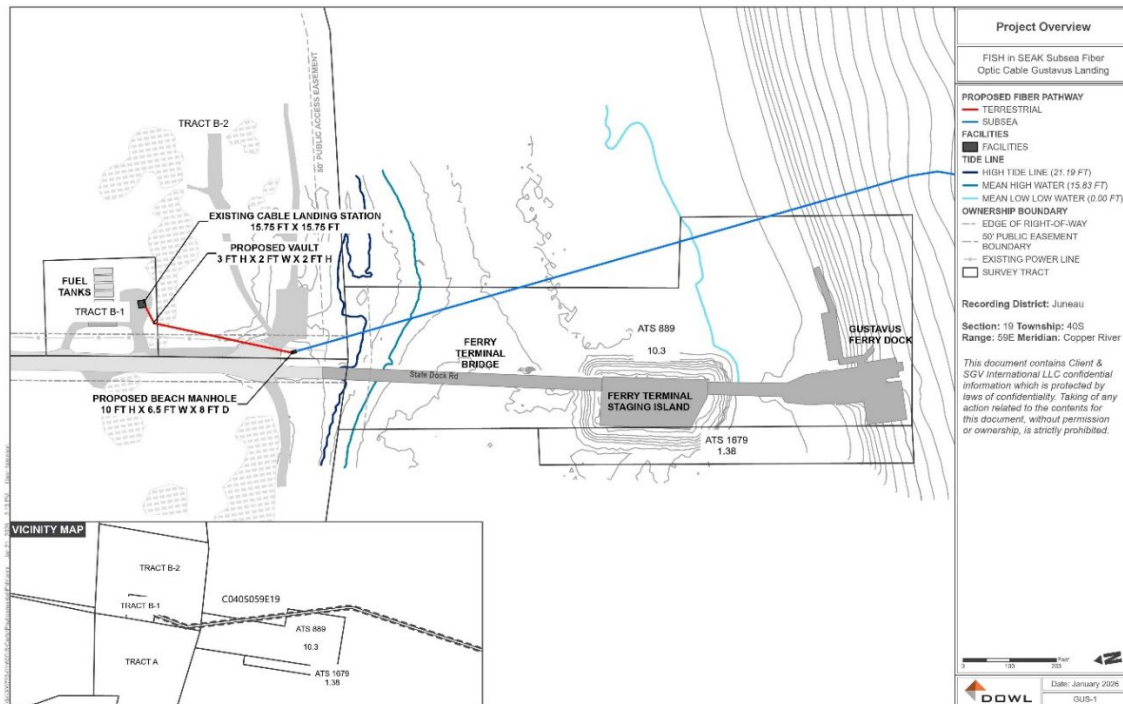 TRACT B-2
50' PUBLIC ACCESS EASEMENT
EXISTING CABLE LANDING STATION
15.75 FT X 15.75 FT
PROPOSED VAULT
3 FT H X 2 FT W X 2 FT H
FUEL
TANKS
TRACT B-1
PROPOSED BEACH MANHOLE
10 FT H X 6.5 FT W X 8 FT D
FERRY
TERMINAL
BRIDGE
State Dock Rd
ATS 889
10.3
FERRY TERMINAL
STAGING ISLAND
ATS 1679
1.38
GUSTAVUS
FERRY DOCK
VICINITY MAP
TRACT B-2
TRACT B-1
TRACT A
C040S059E19
ATS 889
10.3
ATS 1679
1.38
Project Overview
FISH in SEAK Subsea Fiber
Optic Cable Gustavus Landing
PROPOSED FIBER PATHWAY
TERRESTRIAL
SUBSEA
FACILITIES
FACILITIES
TIDE LINE
HIGH TIDE LINE (21.19 FT)
MEAN HIGH WATER (15.83 FT)
MEAN LOW LOW WATER (0.00 FT)
OWNERSHIP BOUNDARY
EDGE OF RIGHT-OF-WAY
50' PUBLIC EASEMENT
BOUNDARY
EXISTING POWER LINE
SURVEY TRACT
Recording District: Juneau
Section: 19 Township: 40S
Range: 59E Meridian: Copper River
This document contains Client &
SGV International LLC confidential
information which is protected by
laws of confidentiality. Taking of any
action related to the contents for
this document, without permission
or ownership, is strictly prohibited.
Feet
0 100 200
N
DOWL
Date: January 2026
GUS-1